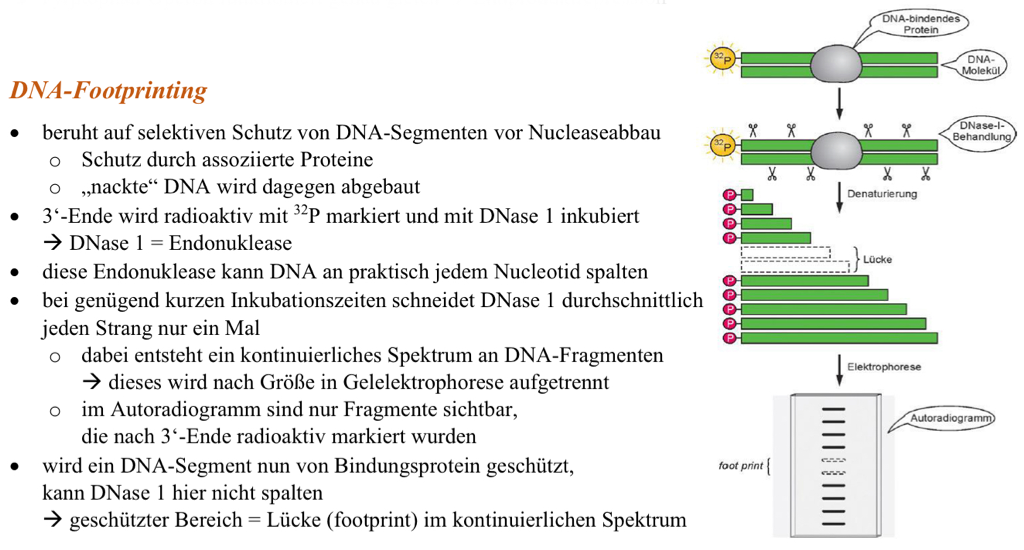 DNA-Footprinting
• beruht auf selektiven Schutz von DNA-Segmenten vor Nucleaseabbau
o Schutz durch assoziierte Proteine
o „nackte“ DNA wird dagegen abgebaut
• 3‘-Ende wird radioaktiv mit ³²P markiert und mit DNase 1 inkubiert
→ DNase 1 = Endonuklease
• diese Endonuklease kann DNA an praktisch jedem Nucleotid spalten
• bei genügend kurzen Inkubationszeiten schneidet DNase 1 durchschnittlich
jeden Strang nur ein Mal
o dabei entsteht ein kontinuierliches Spektrum an DNA-Fragmenten
→ dieses wird nach Größe in Gelelektrophorese aufgetrennt
o im Autoradiogramm sind nur Fragmente sichtbar,
die nach 3‘-Ende radioaktiv markiert wurden
• wird ein DNA-Segment nun von Bindungsprotein geschützt,
kann DNase 1 hier nicht spalten
→ geschützter Bereich = Lücke (footprint) im kontinuierlichen Spektrum
DNA-bindendes
Protein
³²P
DNA-
Molekül
DNase-I-
Behandlung
³²P
Denaturierung
P
P
P
P
Lücke
P
P
P
P
P
Elektrophorese
Autoradiogramm
foot print